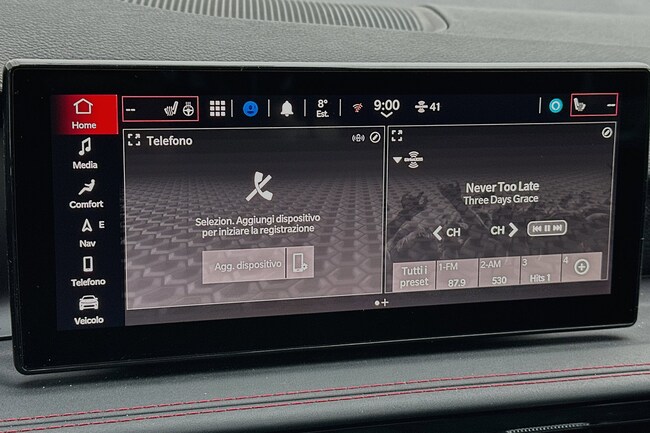 Home
Media
Comfort
Nav
E
Telefono
Veicolo
--
8°
Est.
9:00
41
--
Telefono
Selezion. Aggiungi dispositivo
per iniziare la registrazione
Agg. dispositivo
Never Too Late
Three Days Grace
CH
CH
Tutti i
preset
1-FM
87.9
2-AM
530
3
Hits 1
4